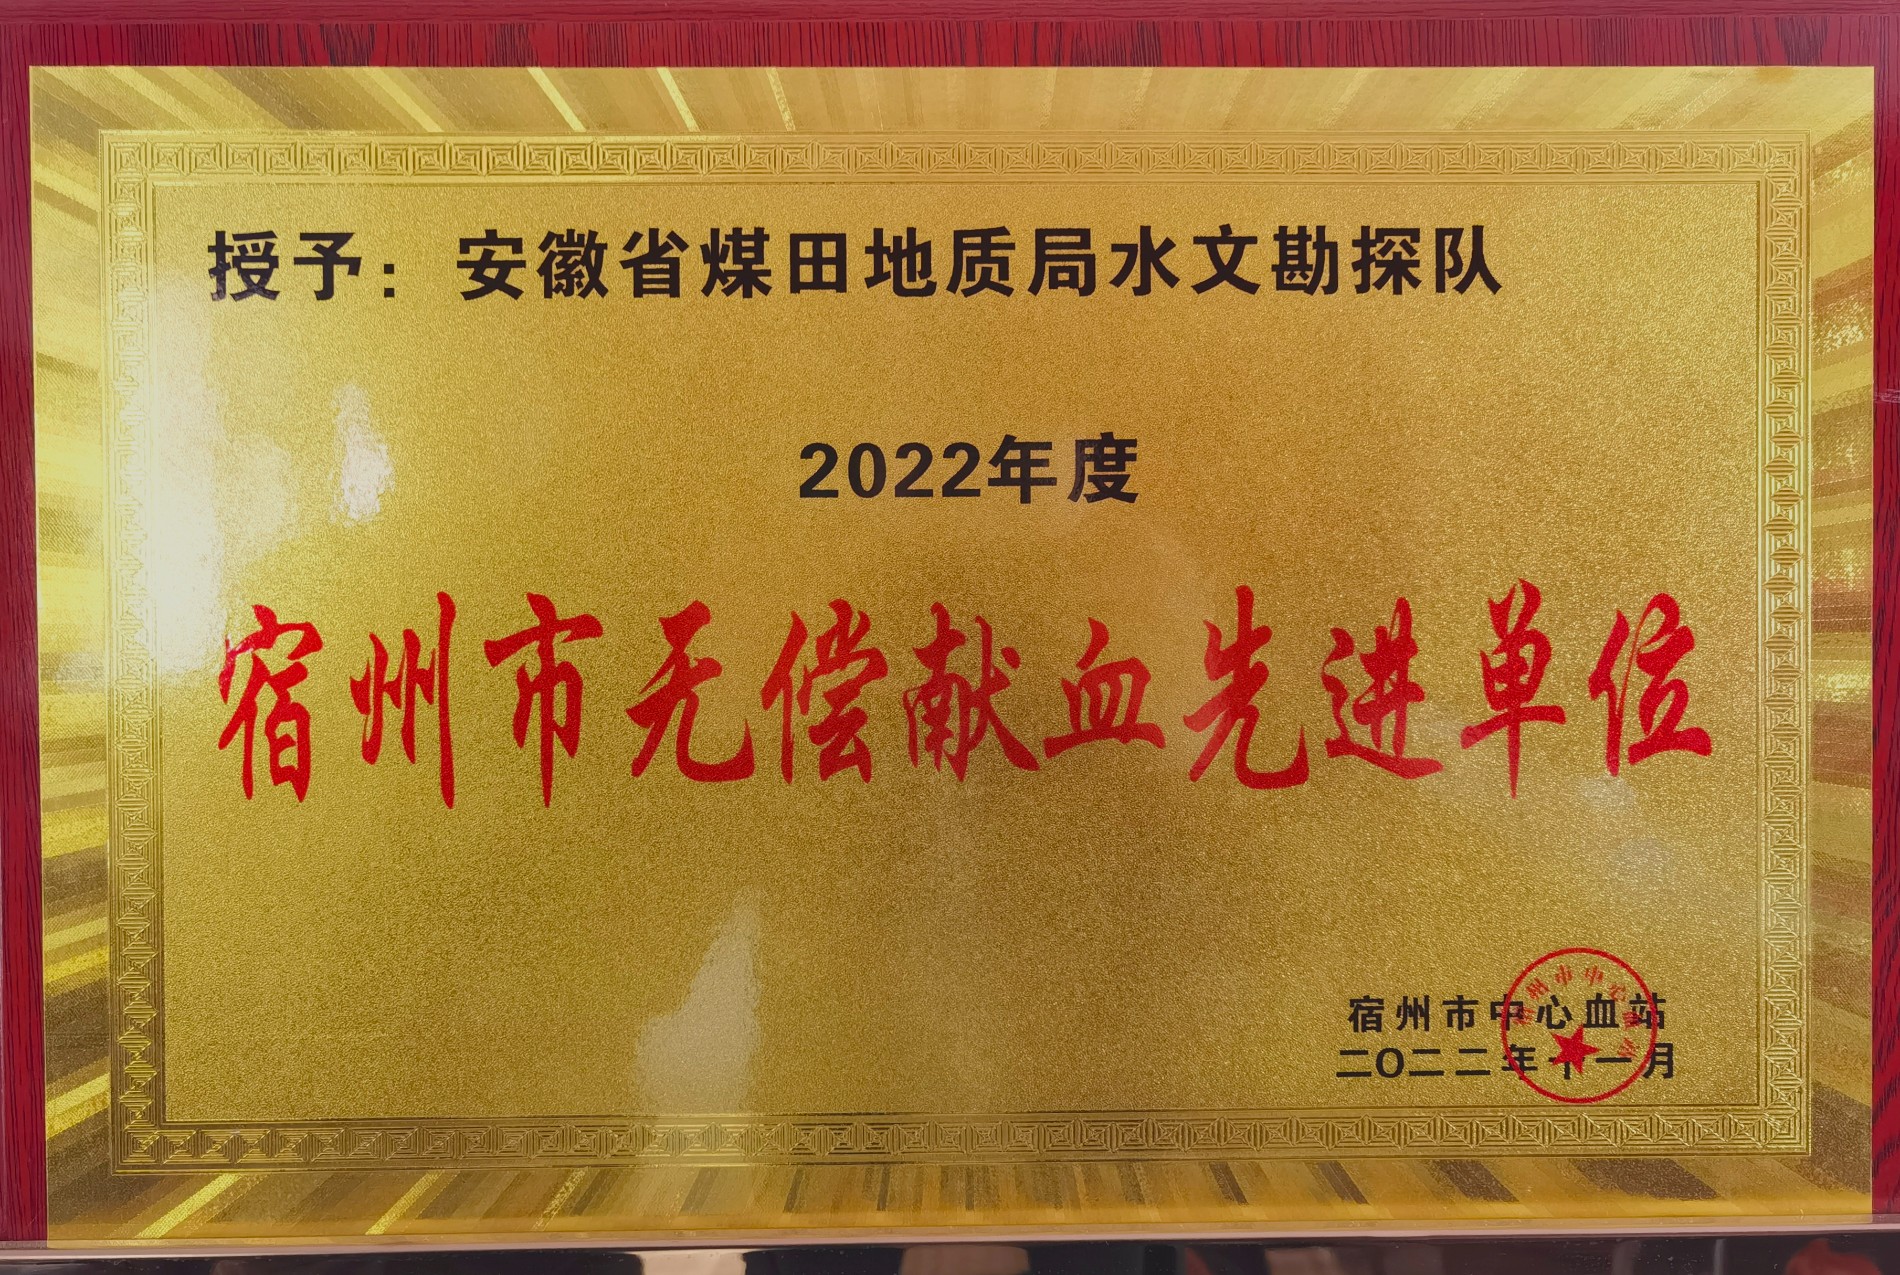 授予：安徽省煤田地质局水文勘探队
2022年度
宿州市无偿献血先进单位
宿州市中心血站
二〇二二年十一月